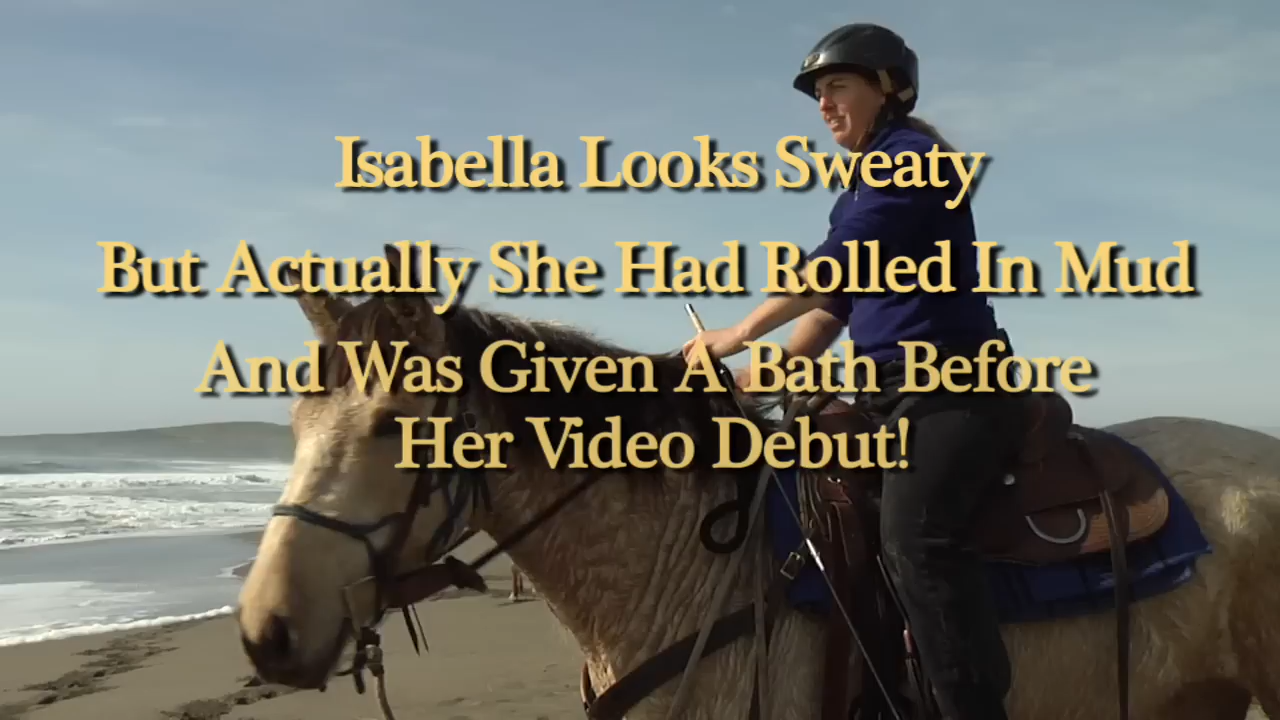 Isabella Looks Sweaty
But Actually She Had Rolled In Mud
And Was Given A Bath Before
Her Video Debut!